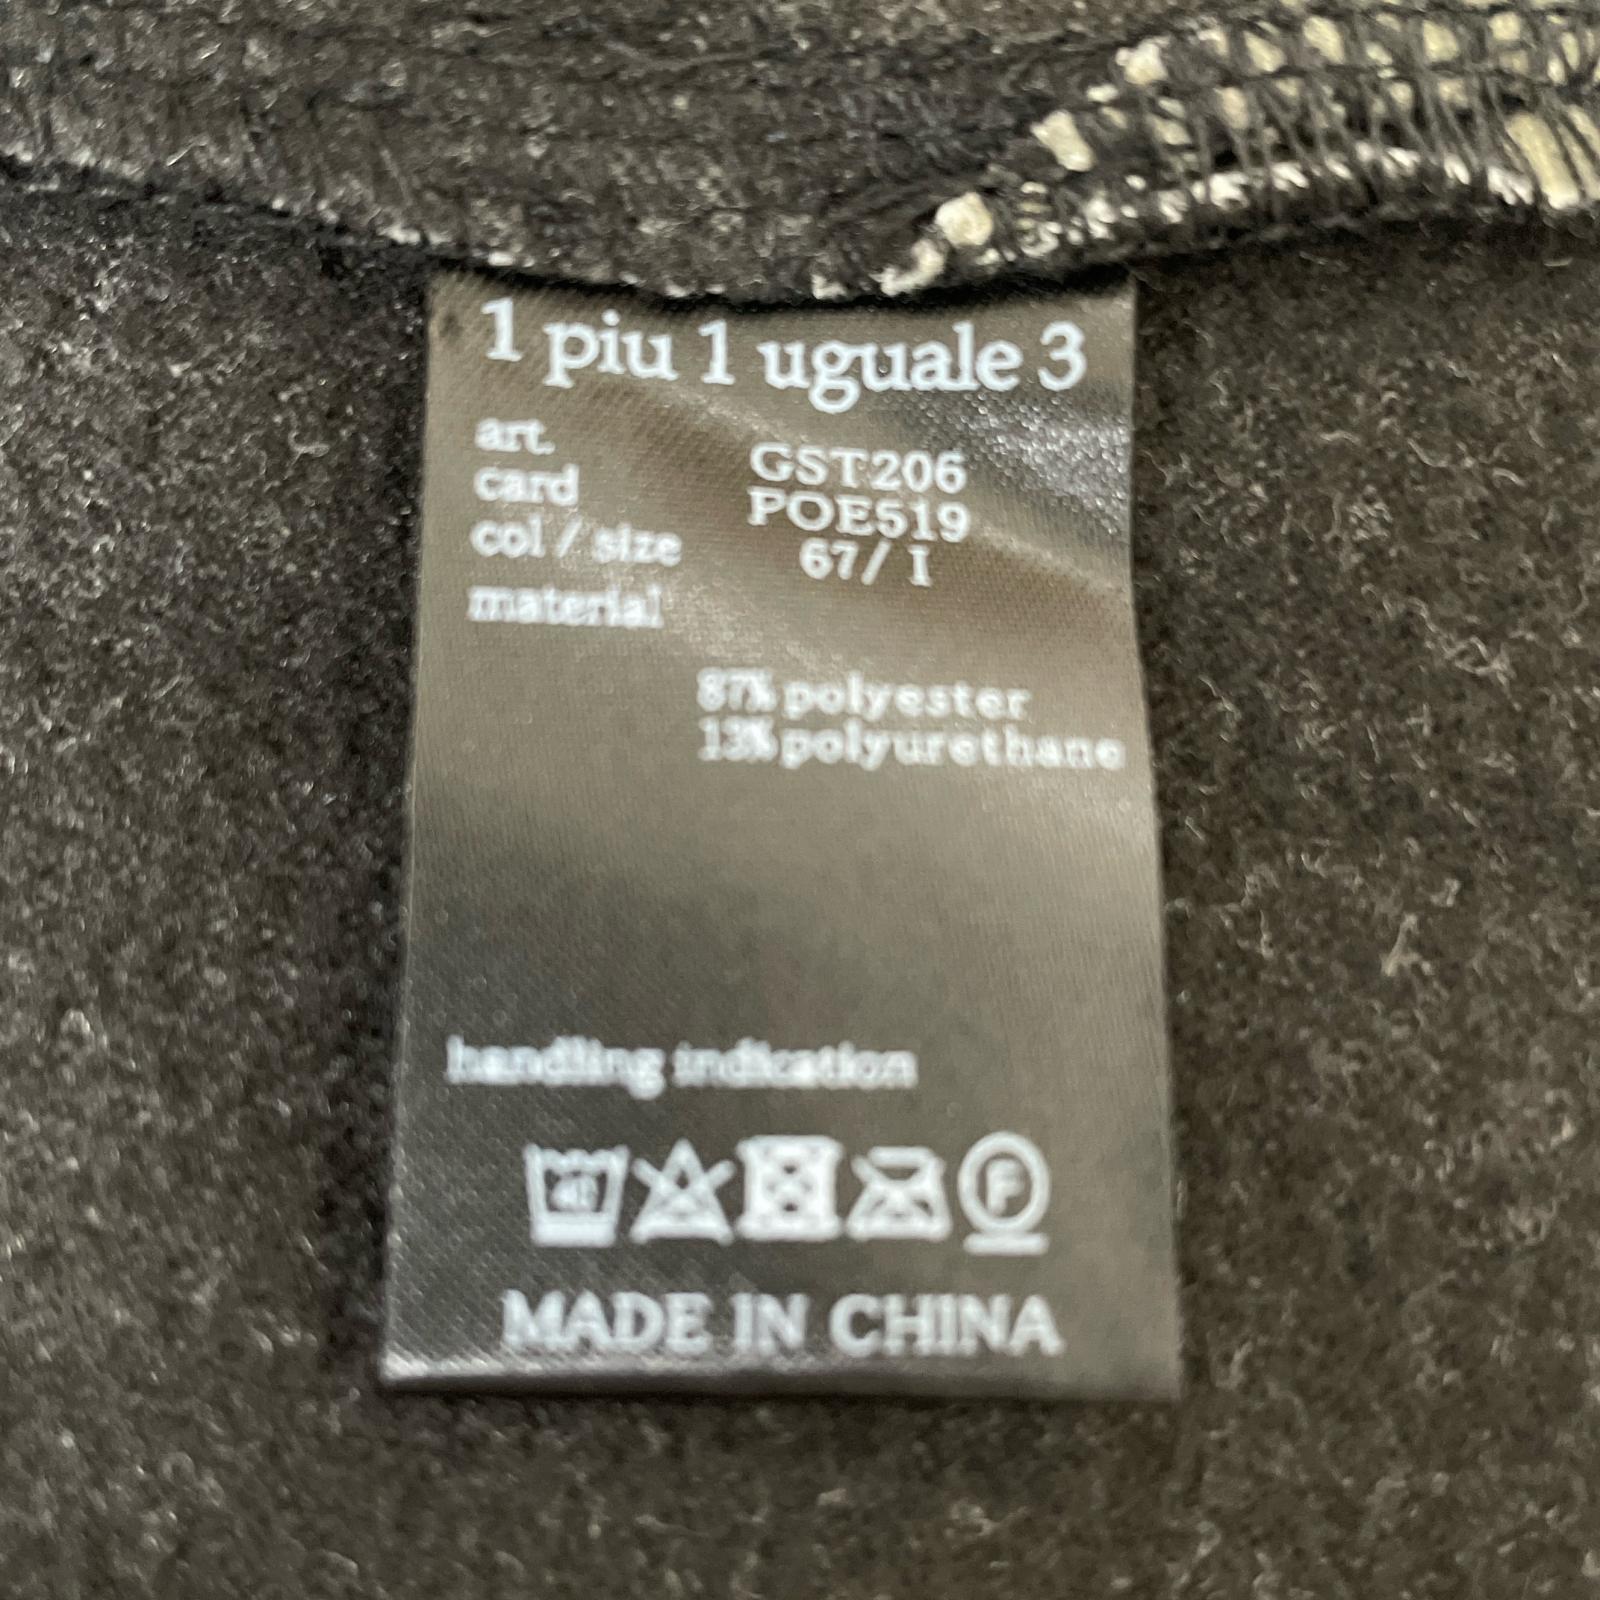 1 piu 1 uguale 3
art. GST206
card POE519
col / size 67/ I
material
87% polyester
13% polyurethane
handling indication
F
MADE IN CHINA